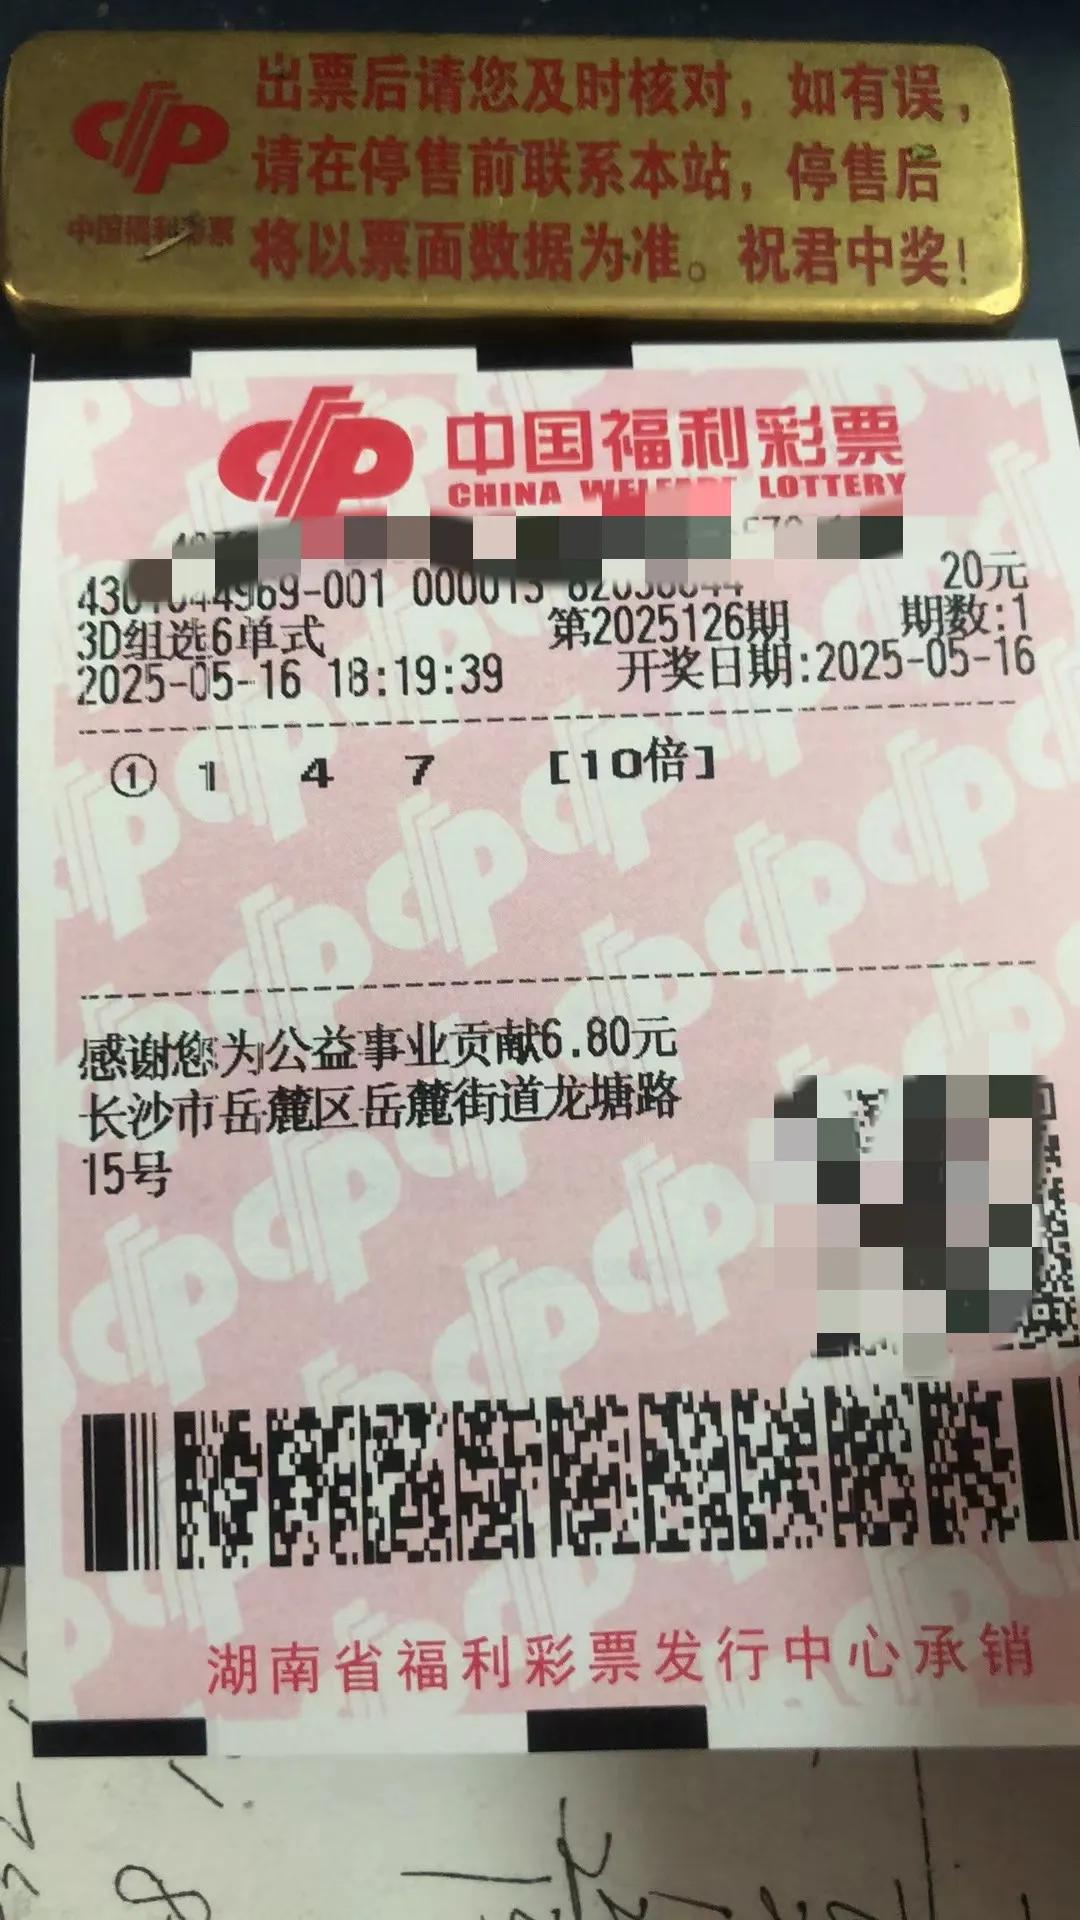 出票后请您及时核对，如有误，
请在停售前联系本站，停售后
将以票面数据为准。祝君中奖！
中国福利彩票
中国福利彩票
CHINA WELFARE LOTTERY
4969-001 000013
20元
3D组选6单式 第2025126期 期数:1
2025-05-16 18:19:39 开奖日期:2025-05-16
① 1 4 7 [10倍]
感谢您为公益事业贡献6.80元
长沙市岳麓区岳麓街道龙塘路
15号
湖南省福利彩票发行中心承销